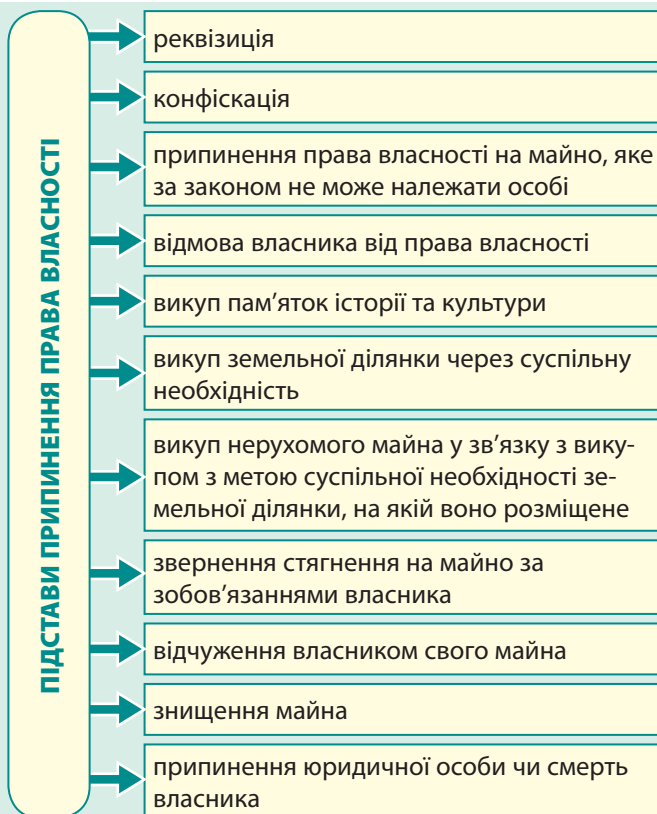 ПІДСТАВИ ПРИПИНЕННЯ ПРАВА ВЛАСНОСТІ
реквізиція
конфіскація
припинення права власності на майно, яке
за законом не може належати особі
відмова власника від права власності
викуп пам’яток історії та культури
викуп земельної ділянки через суспільну
необхідність
викуп нерухомого майна у зв’язку з вику-
пом з метою суспільної необхідності зе-
мельної ділянки, на якій воно розміщене
звернення стягнення на майно за
зобов’язаннями власника
відчуження власником свого майна
знищення майна
припинення юридичної особи чи смерть
власника